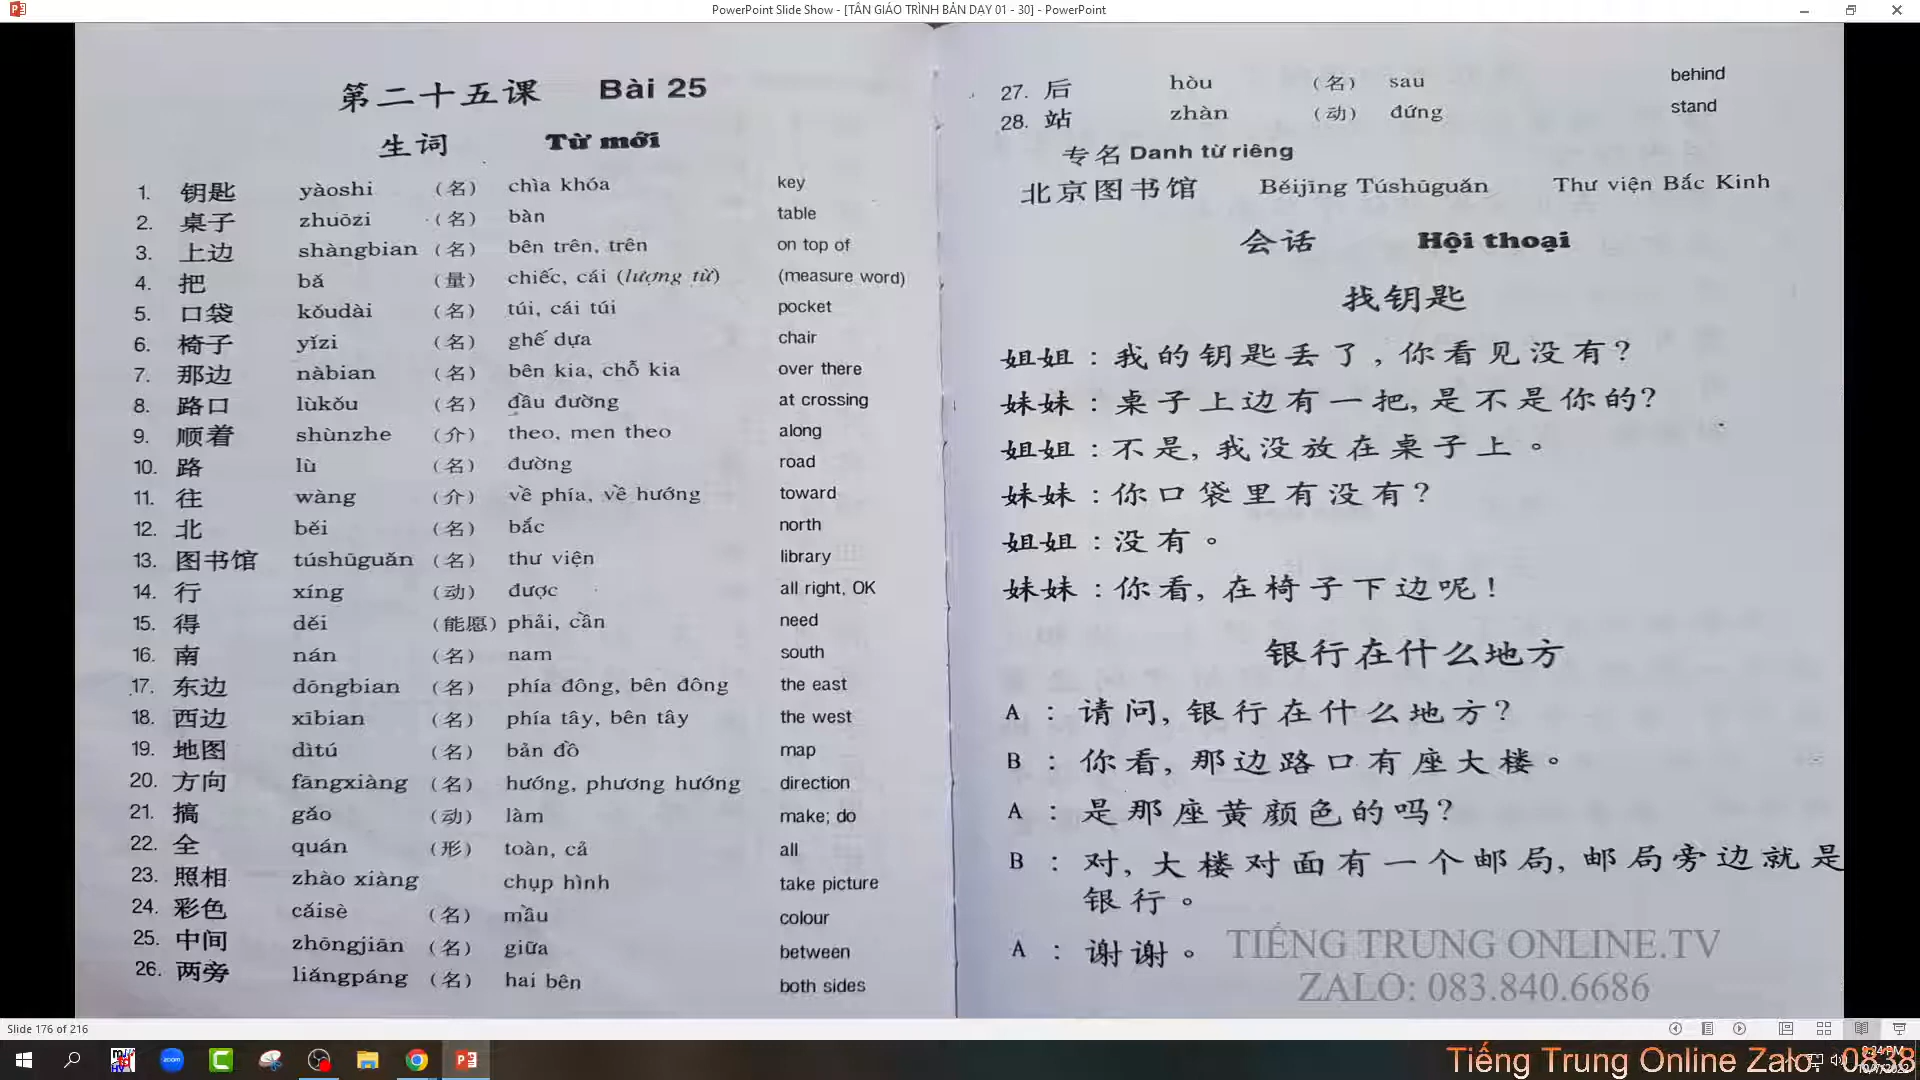 PowerPoint Slide Show - [TÂN GIÁO TRÌNH BẢN DẠY 01 - 30] - PowerPoint
第二十五课 Bài 25
生词 Từ mới
1. 钥匙 yàoshi (名) chìa khóa key
2. 桌子 zhuōzi (名) bàn table
3. 上边 shàngbian (名) bên trên, trên on top of
4. 把 bǎ (量) chiếc, cái (lượng từ) (measure word)
5. 口袋 kǒudài (名) túi, cái túi pocket
6. 椅子 yǐzi (名) ghế dựa chair
7. 那边 nàbian (名) bên kia, chỗ kia over there
8. 路口 lùkǒu (名) đầu đường at crossing
9. 顺着 shùnzhe (介) theo, men theo along
10. 路 lù (名) đường road
11. 往 wàng (介) về phía, về hướng toward
12. 北 běi (名) bắc north
13. 图书馆 túshūguǎn (名) thư viện library
14. 行 xíng (动) được all right, OK
15. 得 děi (能愿) phải, cần need
16. 南 nán (名) nam south
17. 东边 dōngbian (名) phía đông, bên đông the east
18. 西边 xībian (名) phía tây, bên tây the west
19. 地图 dìtú (名) bản đồ map
20. 方向 fāngxiàng (名) hướng, phương hướng direction
21. 搞 gǎo (动) làm make; do
22. 全 quán (形) toàn, cả all
23. 照相 zhào xiàng chụp hình take picture
24. 彩色 cǎisè (名) mầu colour
25. 中间 zhōngjiān (名) giữa between
26. 两旁 liǎngpáng (名) hai bên both sides
27. 后 hòu (名) sau behind
28. 站 zhàn (动) đứng stand
专名 Danh từ riêng
北京图书馆 Běijīng Túshūguǎn Thư viện Bắc Kinh
会话 Hội thoại
找钥匙
姐姐：我的钥匙丢了，你看见没有？
妹妹：桌子上边有一把，是不是你的？
姐姐：不是，我没放在桌子上。
妹妹：你口袋里有没有？
姐姐：没有。
妹妹：你看，在椅子下边呢！
银行在什么地方
A：请问，银行在什么地方？
B：你看，那边路口有座大楼。
A：是那座黄颜色的吗？
B：对，大楼对面有一个邮局，邮局旁边就是
银行。
A：谢谢。
TIẾNG TRUNG ONLINE.TV
ZALO: 083.840.6686
Slide 176 of 216
Tiếng Trung Online Zalo: 0838